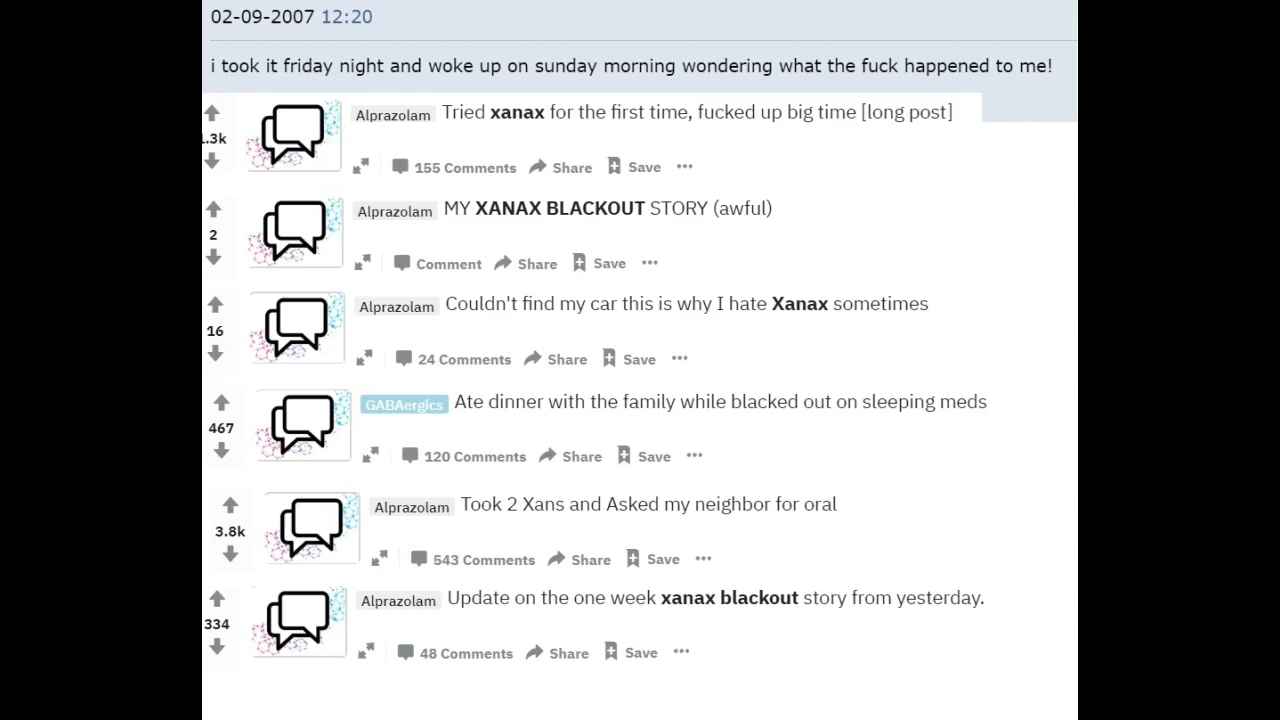 02-09-2007 12:20
i took it friday night and woke up on sunday morning wondering what the fuck happened to me!
Alprazolam Tried xanax for the first time, fucked up big time [long post]
1.3k
155 Comments Share Save
Alprazolam MY XANAX BLACKOUT STORY (awful)
2
Comment Share Save
Alprazolam Couldn't find my car this is why I hate Xanax sometimes
16
24 Comments Share Save
GABAergics Ate dinner with the family while blacked out on sleeping meds
467
120 Comments Share Save
Alprazolam Took 2 Xans and Asked my neighbor for oral
3.8k
543 Comments Share Save
Alprazolam Update on the one week xanax blackout story from yesterday.
334
48 Comments Share Save